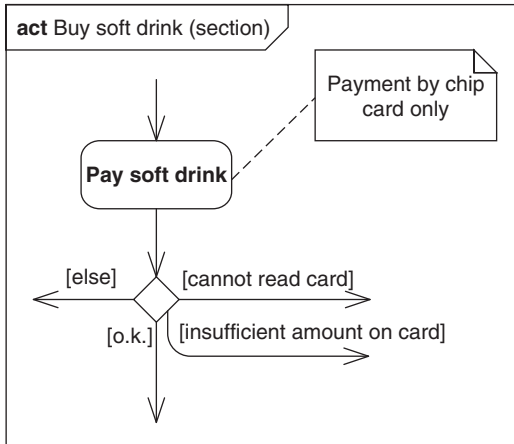 act Buy soft drink (section)
Payment by chip
card only
Pay soft drink
[else]
[cannot read card]
[o.k.]
[insufficient amount on card]